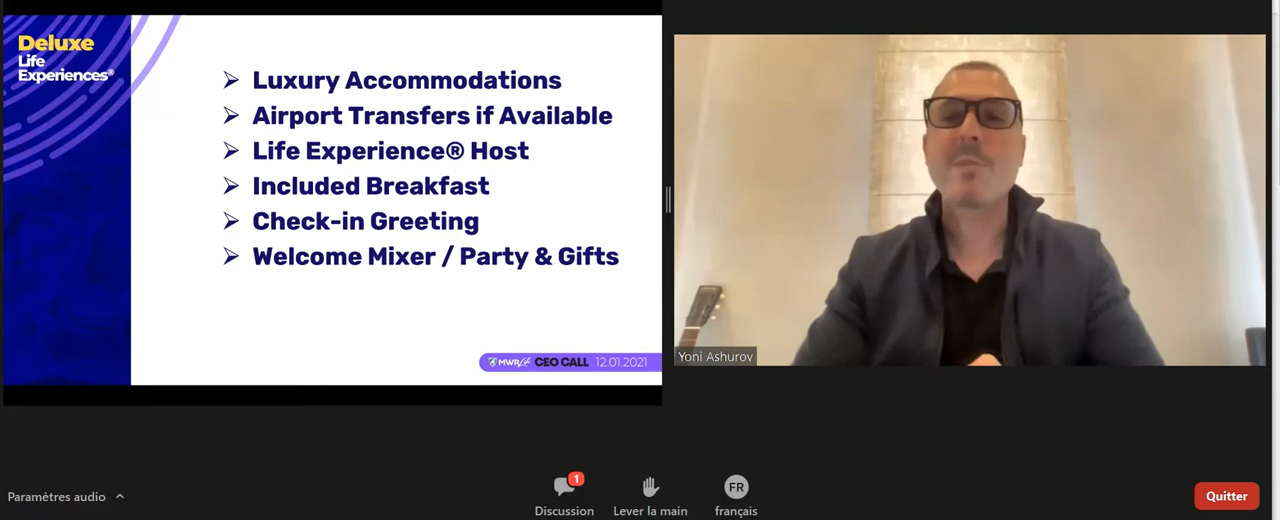 Deluxe
Life
Experiences®
Luxury Accommodations
Airport Transfers if Available
Life Experience® Host
Included Breakfast
Check-in Greeting
Welcome Mixer / Party & Gifts
MWR Life CEO CALL 12.01.2021
Yoni Ashurov
Paramètres audio
1
Discussion
Lever la main
FR
français
Quitter